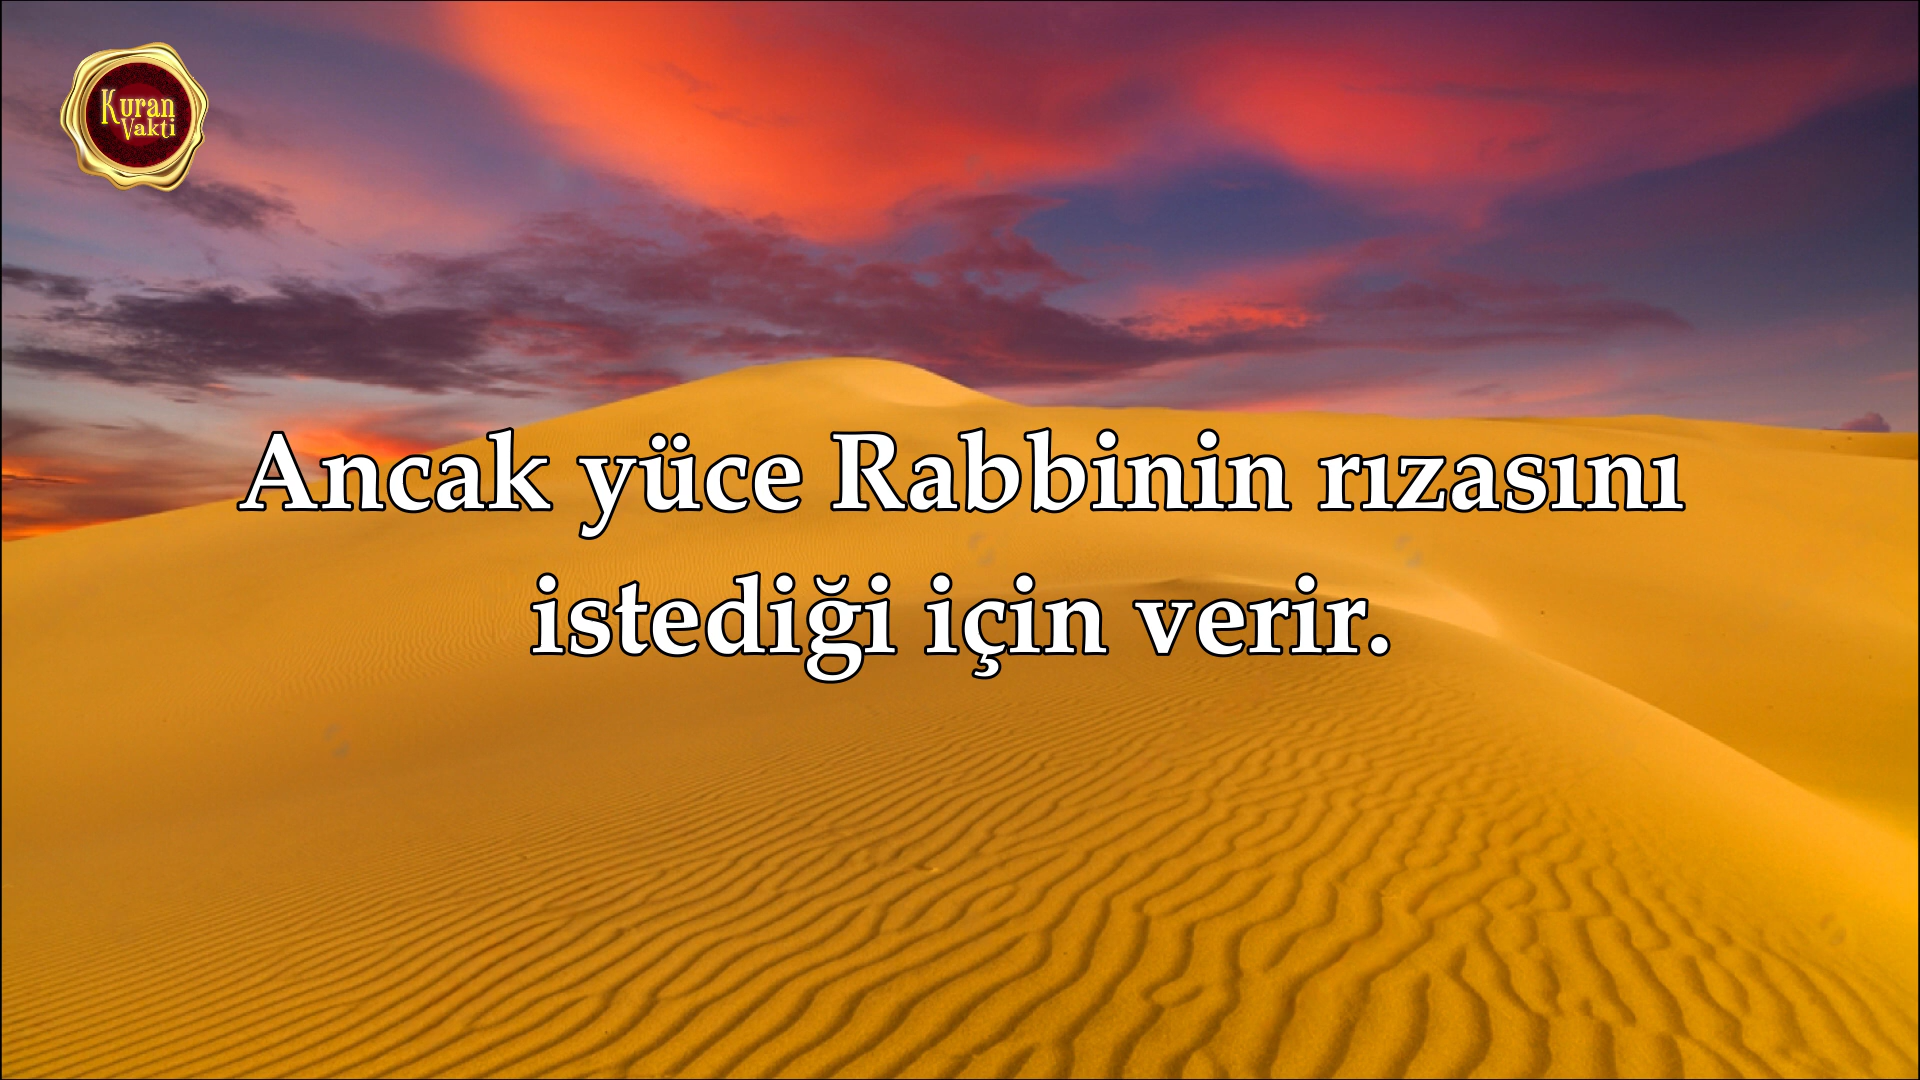 Kuran
Vakti
Ancak yüce Rabbinin rızasını
istediği için verir.